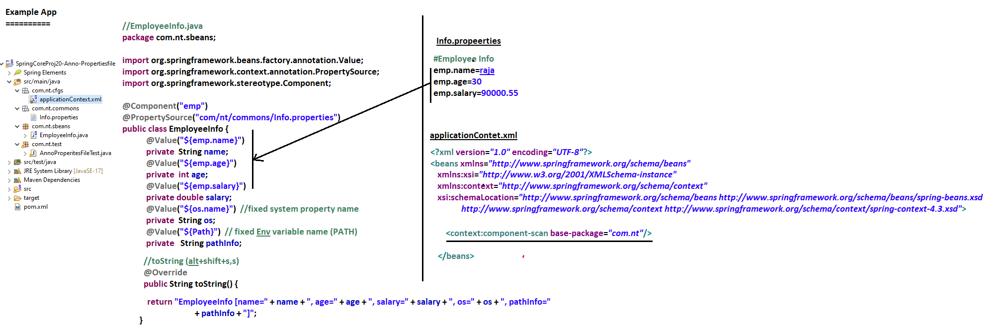 Example App
==========
SpringCoreProj20-Anno-Propertiesfile
Spring Elements
src/main/java
com.nt.cfgs
applicationContext.xml
com.nt.commons
Info.properties
com.nt.sbeans
EmployeeInfo.java
com.nt.test
AnnoProperitesFileTest.java
src/test/java
JRE System Library [JavaSE-17]
Maven Dependencies
src
target
pom.xml
//EmployeeInfo.java
package com.nt.sbeans;
import org.springframework.beans.factory.annotation.Value;
import org.springframework.context.annotation.PropertySource;
import org.springframework.stereotype.Component;
@Component("emp")
@PropertySource("com/nt/commons/Info.properties")
public class EmployeeInfo {
@Value("${emp.name}")
private  String name;
@Value("${emp.age}")
private  int age;
@Value("${emp.salary}")
private double salary;
@Value("${os.name}")  //fixed system property name
private  String os;
@Value("${Path}")  // fixed Env variable name (PATH)
private   String pathInfo;
//toString (alt+shift+s,s)
@Override
public String toString() {
return "EmployeeInfo [name=" + name + ", age=" + age + ", salary=" + salary + ", os=" + os + ", pathInfo="
+ pathInfo + "]";
}
Info.propeerties
#Employee Info
emp.name=raja
emp.age=30
emp.salary=90000.55
applicationContet.xml
<?xml version="1.0" encoding="UTF-8"?>
<beans xmlns="http://www.springframework.org/schema/beans"
xmlns:xsi="http://www.w3.org/2001/XMLSchema-instance"
xmlns:context="http://www.springframework.org/schema/context"
xsi:schemaLocation="http://www.springframework.org/schema/beans http://www.springframework.org/schema/beans/spring-beans.xsd
http://www.springframework.org/schema/context http://www.springframework.org/schema/context/spring-context-4.3.xsd">
<context:component-scan base-package="com.nt"/>
</beans>